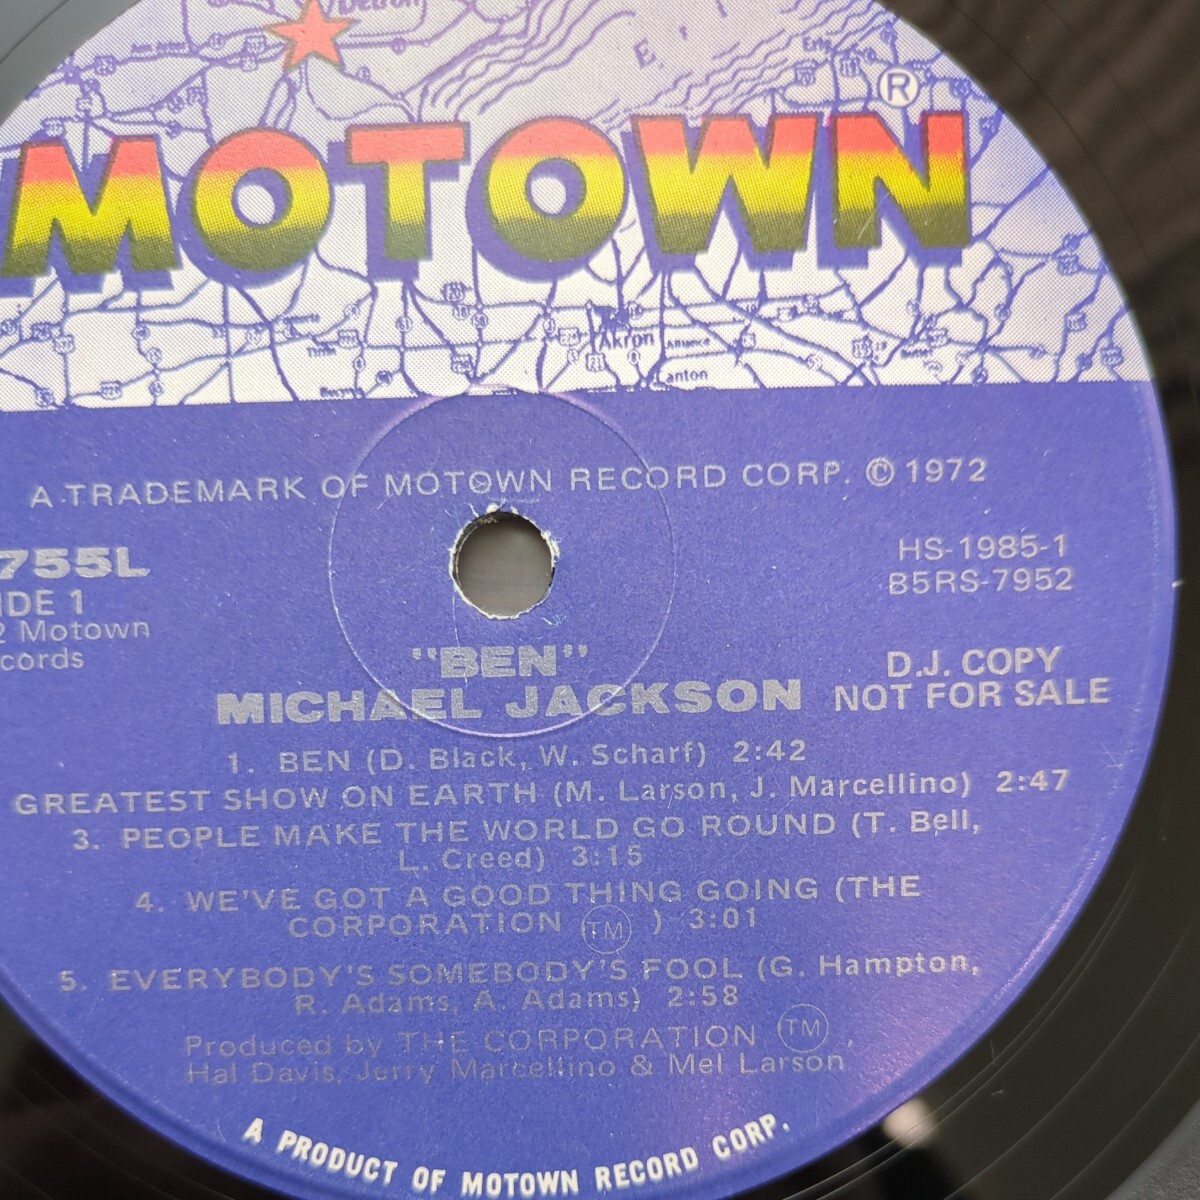 Detroit
®
MOTOWN
Akron
Alliance
Canton
A TRADEMARK OF MOTOWN RECORD CORP. © 1972
755L
IDE 1
2 Motown
cords
HS-1985-1
B5RS-7952
"BEN"
MICHAEL JACKSON
D.J. COPY
NOT FOR SALE
1. BEN (D. Black, W. Scharf) 2:42
GREATEST SHOW ON EARTH (M. Larson, J. Marcellino) 2:47
3. PEOPLE MAKE THE WORLD GO ROUND (T. Bell,
L. Creed) 3:15
4. WE'VE GOT A GOOD THING GOING (THE
CORPORATION TM ) 3:01
5. EVERYBODY'S SOMEBODY'S FOOL (G. Hampton,
R. Adams, A. Adams) 2:58
Produced by THE CORPORATION TM ,
Hal Davis, Jerry Marcellino & Mel Larson
A PRODUCT OF MOTOWN RECORD CORP.